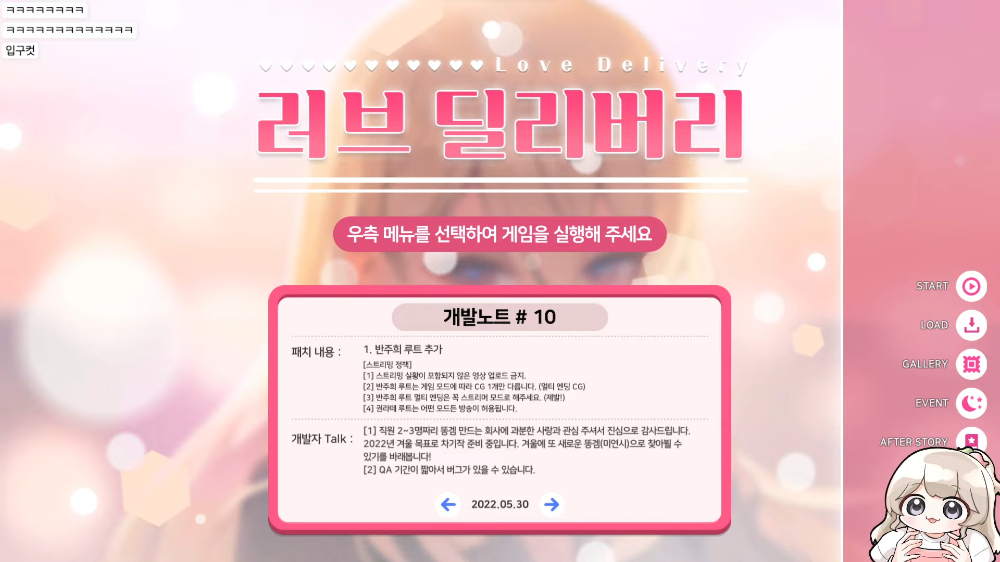 ㅋㅋㅋㅋㅋㅋㅋㅋ
ㅋㅋㅋㅋㅋㅋㅋㅋㅋㅋㅋㅋㅋ
입구컷
Love Delivery
러브 딜리버리
우측 메뉴를 선택하여 게임을 실행해 주세요
개발노트 # 10
패치 내용 :
1. 반주희 루트 추가
[스트리밍 정책]
[1] 스트리밍 실황이 포함되지 않은 영상 업로드 금지.
[2] 반주희 루트는 게임 모드에 따라 CG 1개만 다릅니다. (멀티 엔딩 CG)
[3] 반주희 루트 멀티 엔딩은 꼭 스트리머 모드로 해주세요. (제발!)
[4] 권라떼 루트는 어떤 모드든 방송이 허용됩니다.
개발자 Talk :
[1] 직원 2~3명짜리 똥겜 만드는 회사에 과분한 사랑과 관심 주셔서 진심으로 감사드립니다.
2022년 겨울 목표로 차기작 준비 중입니다. 겨울에 또 새로운 똥겜(미연시)으로 찾아뵐 수
있기를 바래봅니다!
[2] QA 기간이 짧아서 버그가 있을 수 있습니다.
2022.05.30
START
LOAD
GALLERY
EVENT
AFTER STORY